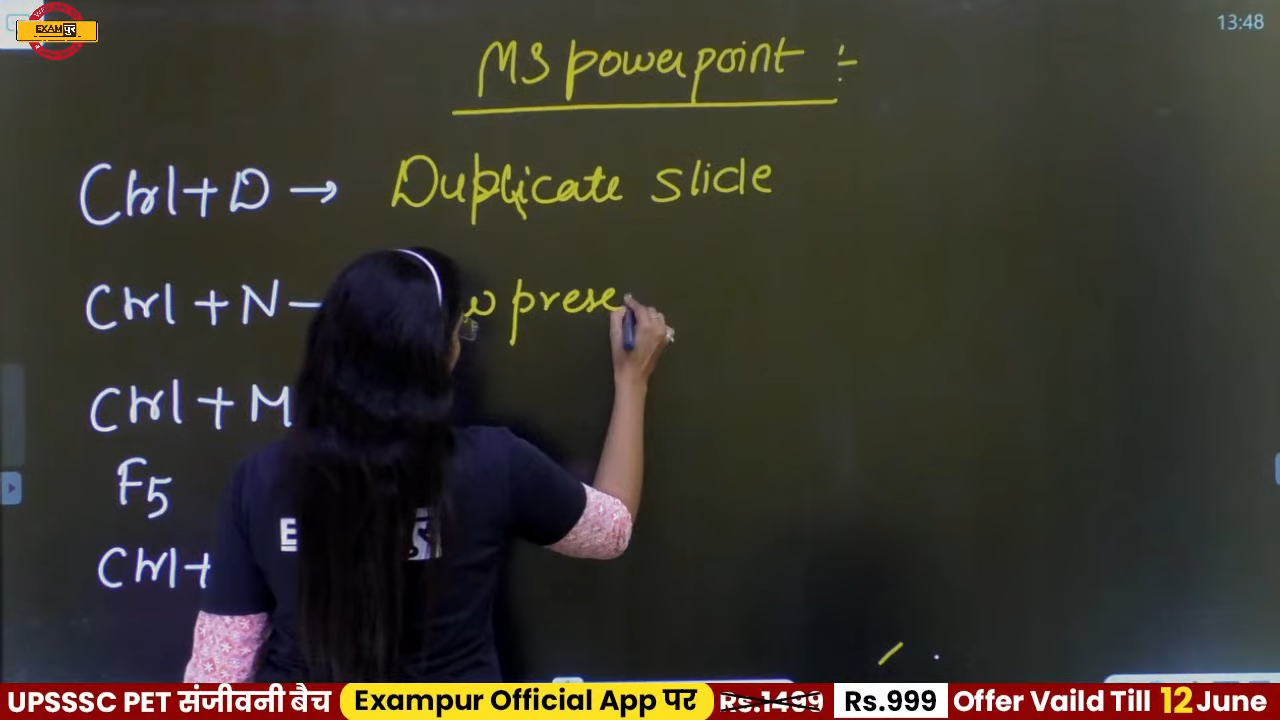 EXAMपुर
13:48
MS powerpoint :-
Ctrl+D → Duplicate slide
Ctrl +N - w prese
Ctrl + M
F5
Ctrl+
E
UPSSSC PET संजीवनी बैच Exampur Official App पर Rs.1499 Rs.999 Offer Vaild Till 12 June